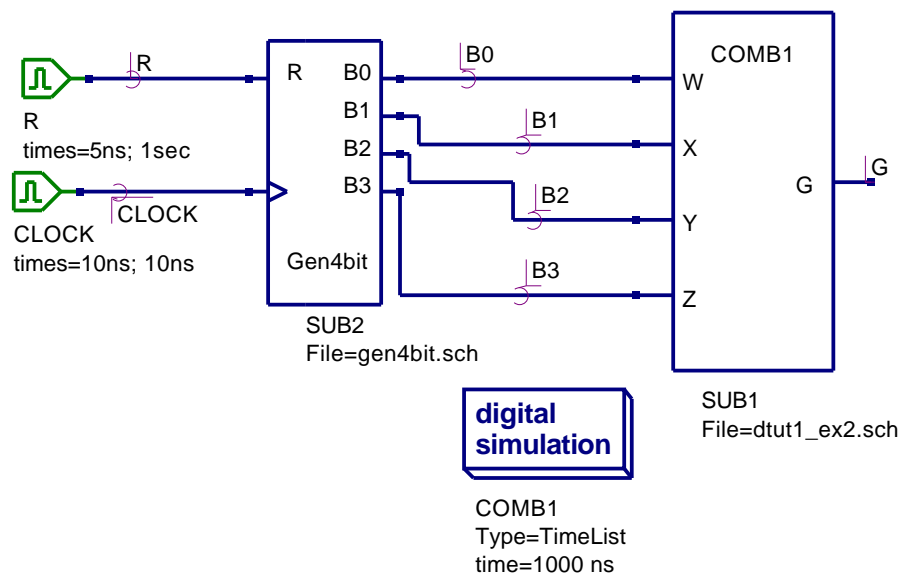 R
R
times=5ns; 1sec
CLOCK
CLOCK
times=10ns; 10ns
R
B0
B1
B2
B3
Gen4bit
SUB2
File=gen4bit.sch
B0
B1
B2
B3
COMB1
W
X
Y
Z
G
G
SUB1
File=dtut1_ex2.sch
digital
simulation
COMB1
Type=TimeList
time=1000 ns